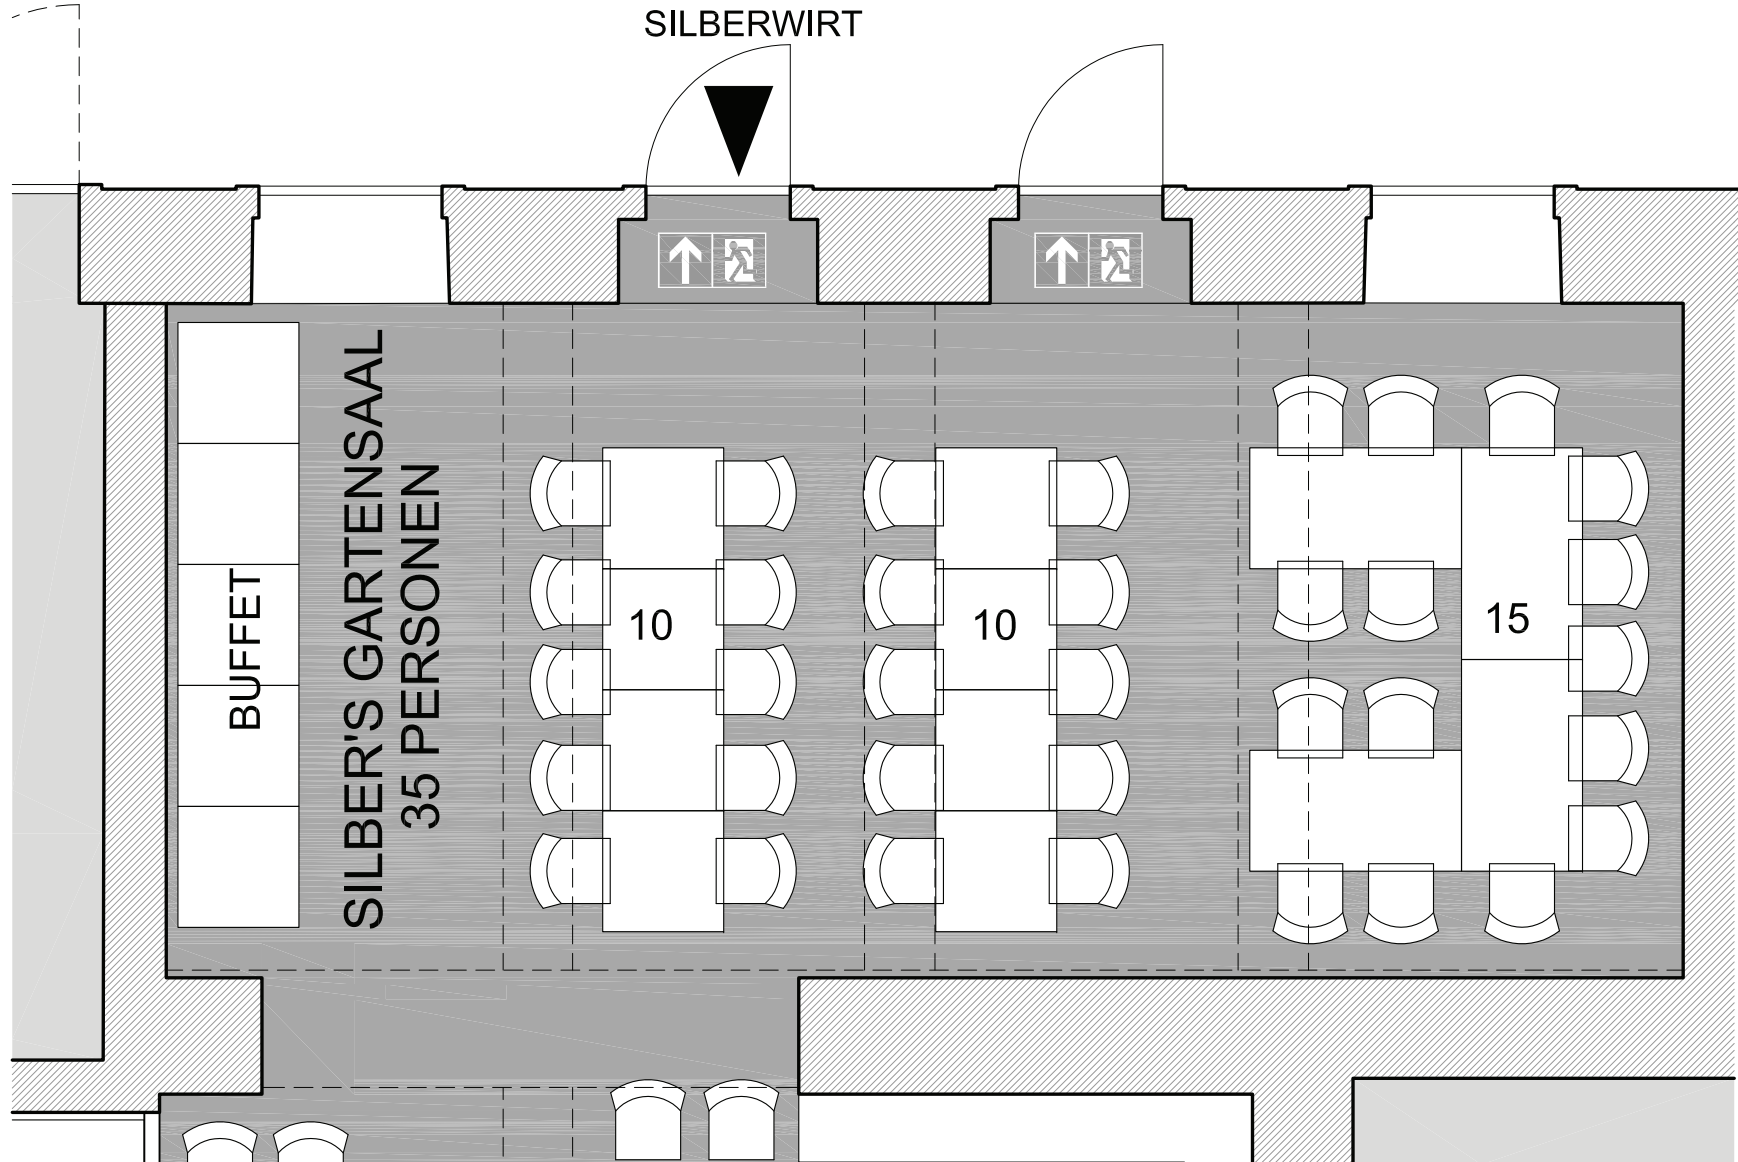 SILBERWIRT
BUFFET
SILBER'S GARTENSAAL
35 PERSONEN
10
10
15